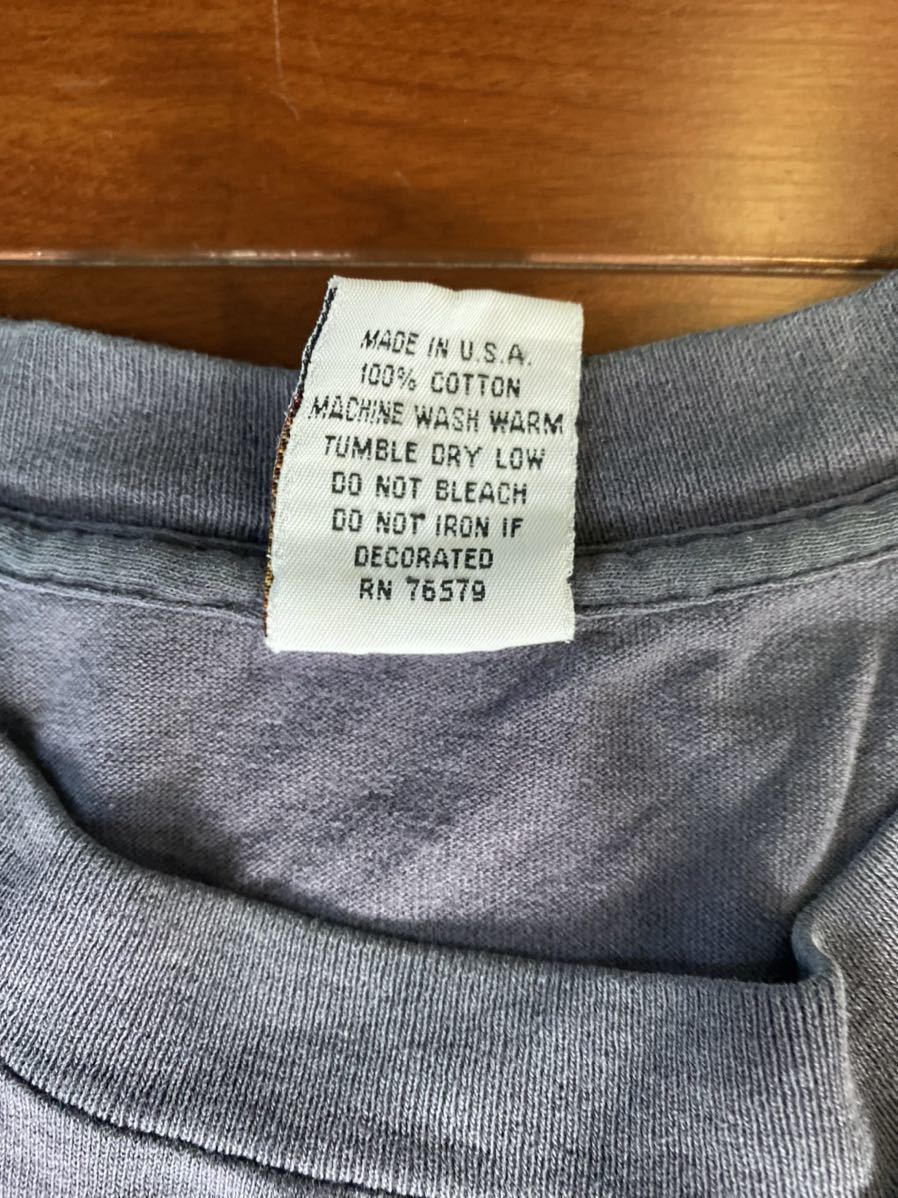 MADE IN U.S.A.
100% COTTON
MACHINE WASH WARM
TUMBLE DRY LOW
DO NOT BLEACH
DO NOT IRON IF
DECORATED
RN 76579